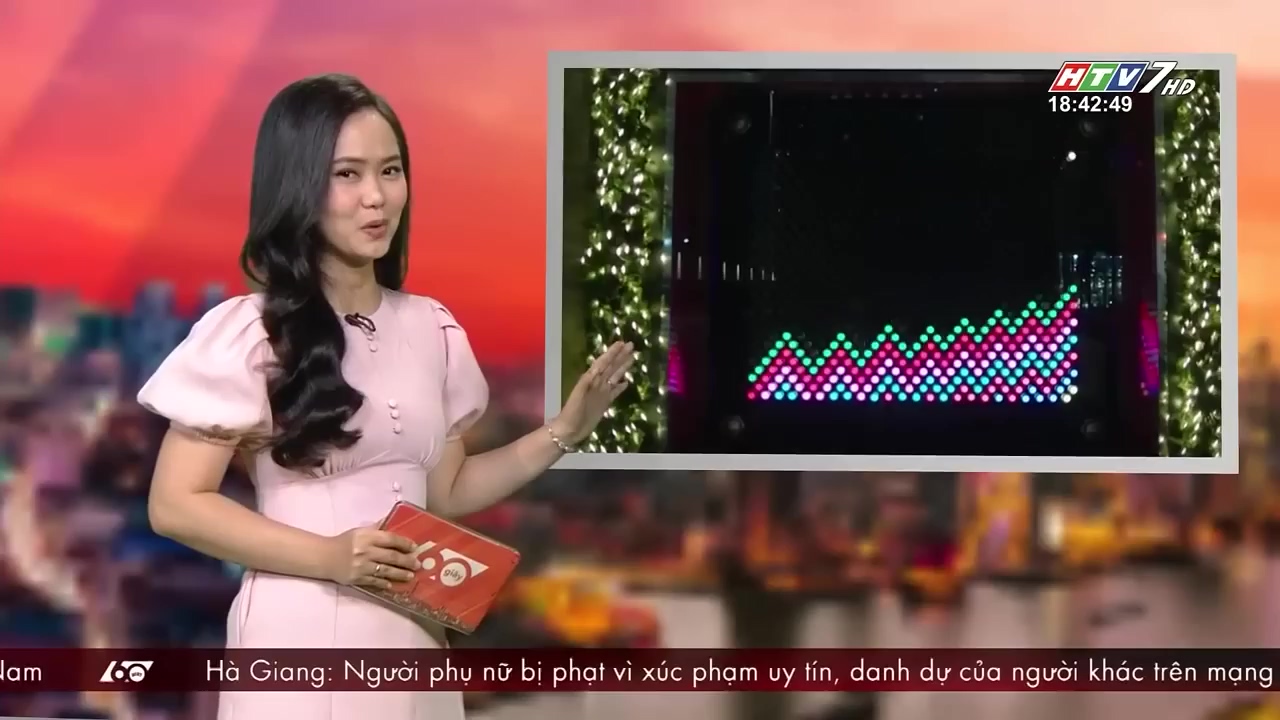 HTV7 HD
18:42:49
60 giây
Nam
60 giây
Hà Giang: Người phụ nữ bị phạt vì xúc phạm uy tín, danh dự của người khác trên mạng